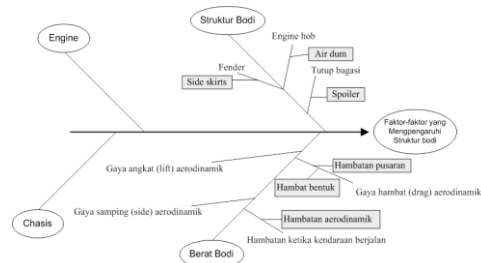 Struktur Bodi
Engine
Engine hob
Air dum
Fender
Tutup bagasi
Side skirts
Spoiler
Faktor-faktor yang
Mengpengaruhi
Struktur bodi
Hambatan pusaran
Gaya angkat (lift) aerodinamik
Hambat bentuk
Gaya hambat (drag) aerodinamik
Gaya samping (side) aerodinamik
Hambatan aerodinamik
Chasis
Hambatan ketika kendaraan berjalan
Berat Bodi